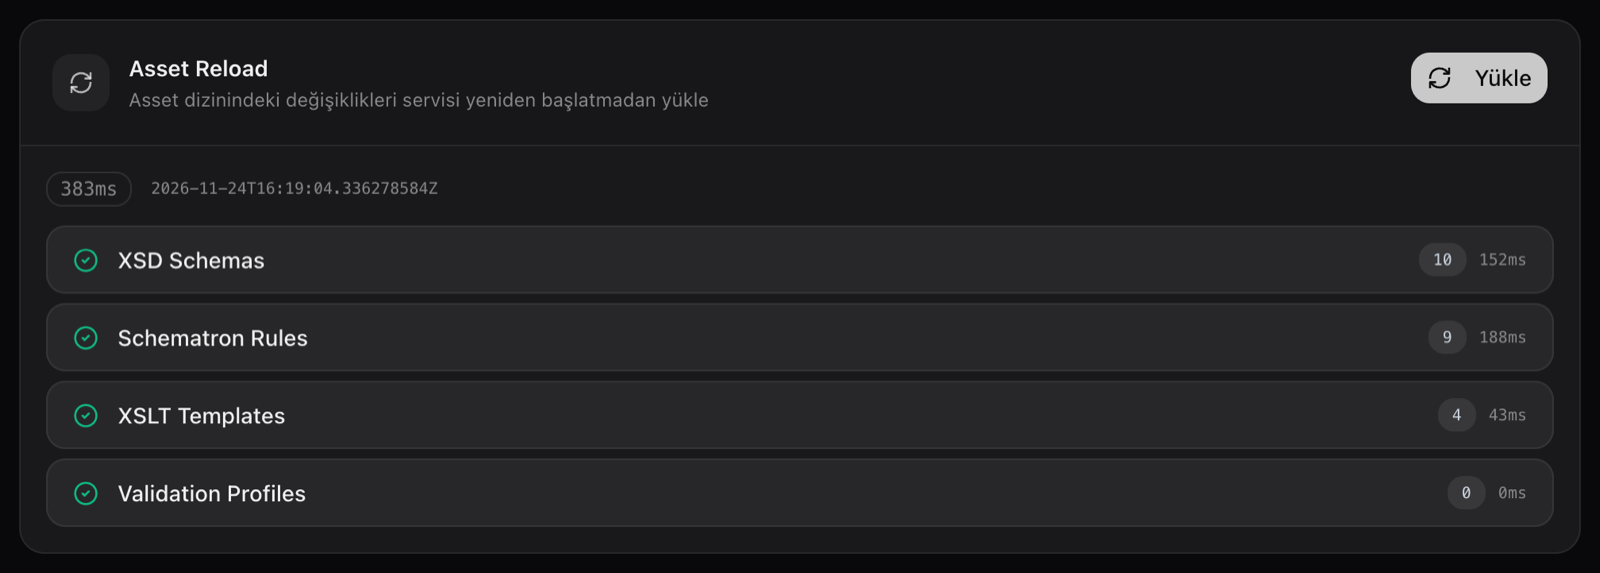 Asset Reload
Asset dizinindeki değişiklikleri servisi yeniden başlatmadan yükle
Yükle
383ms 2026-11-24T16:19:04.336278584Z
XSD Schemas 10 152ms
Schematron Rules 9 188ms
XSLT Templates 4 43ms
Validation Profiles 0 0ms